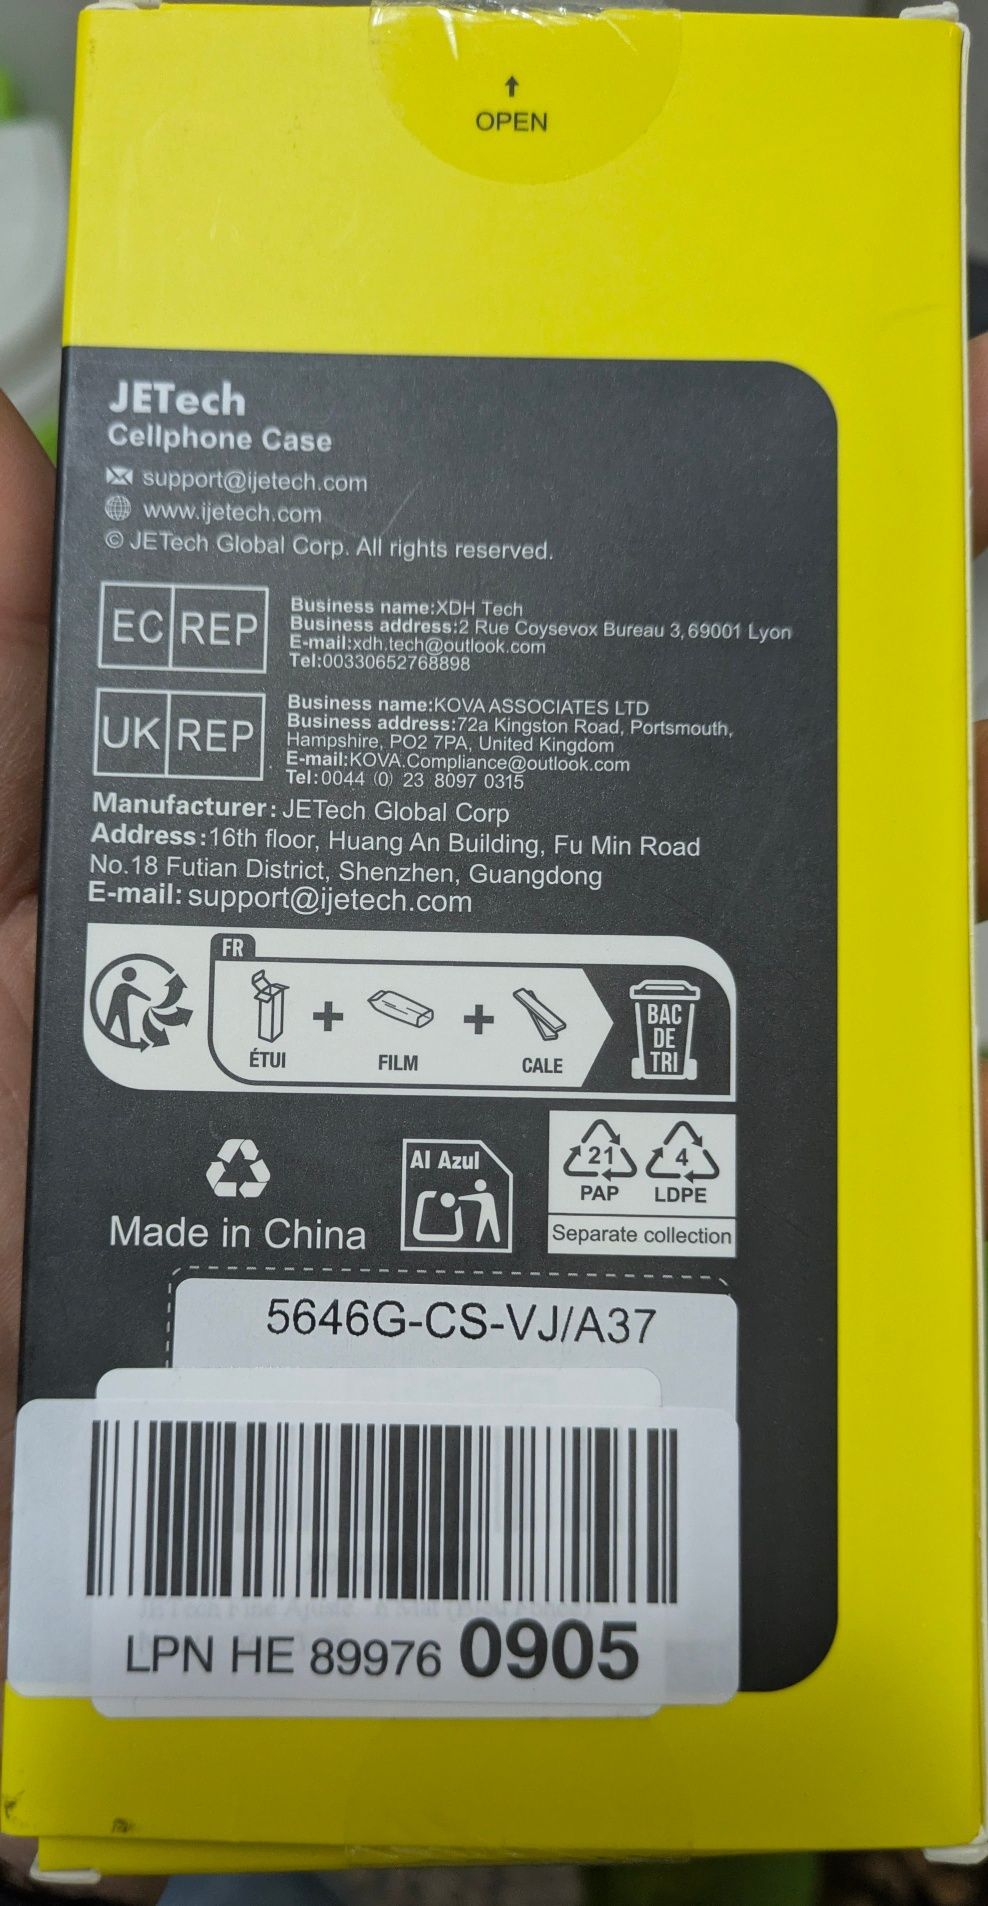 OPEN
JETech
Cellphone Case
support@ijetech.com
www.ijetech.com
© JETech Global Corp. All rights reserved.
EC REP
Business name:XDH Tech
Business address:2 Rue Coysevox Bureau 3,69001 Lyon
E-mail:xdh.tech@outlook.com
Tel:00330652768898
UK REP
Business name:KOVA ASSOCIATES LTD
Business address:72a Kingston Road, Portsmouth,
Hampshire, PO2 7PA, United Kingdom
E-mail:KOVA.Compliance@outlook.com
Tel:0044 (0) 23 8097 0315
Manufacturer: JETech Global Corp
Address:16th floor, Huang An Building, Fu Min Road
No.18 Futian District, Shenzhen, Guangdong
E-mail: support@ijetech.com
FR
ÉTUI + FILM + CALE
BAC
DE
TRI
Al Azul
21 PAP
4 LDPE
Separate collection
Made in China
5646G-CS-VJ/A37
LPN HE 89976 0905